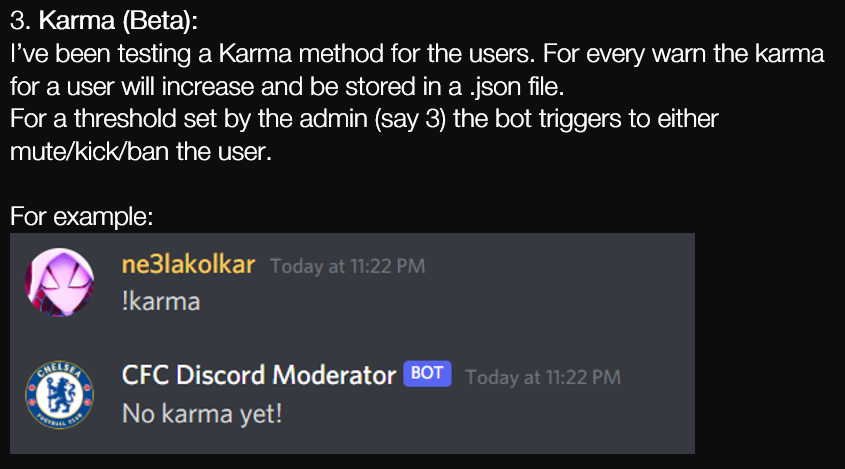 3. Karma (Beta):
I've been testing a Karma method for the users. For every warn the karma
for a user will increase and be stored in a .json file.
For a threshold set by the admin (say 3) the bot triggers to either
mute/kick/ban the user.
For example:
ne3lakolkar Today at 11:22 PM
!karma
CHELSEA
FOOTBALL CLUB
CFC Discord Moderator BOT Today at 11:22 PM
No karma yet!